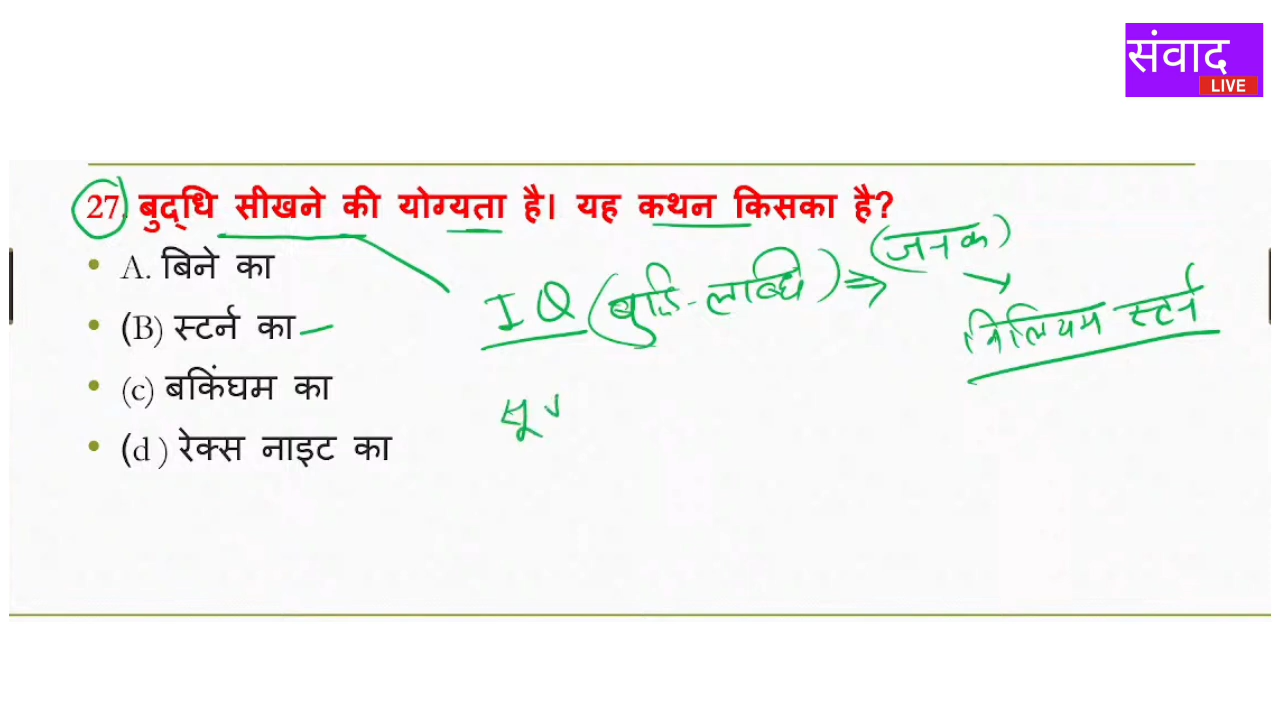 संवाद
LIVE
27. बुद्धि सीखने की योग्यता है। यह कथन किसका है?
(जनक)
• A. बिने का
IQ (बुद्धि-लब्धि) ⇒
• (B) स्टर्न का
विलियम स्टर्न
• (c) बकिंघम का
• (d ) रेक्स नाइट का